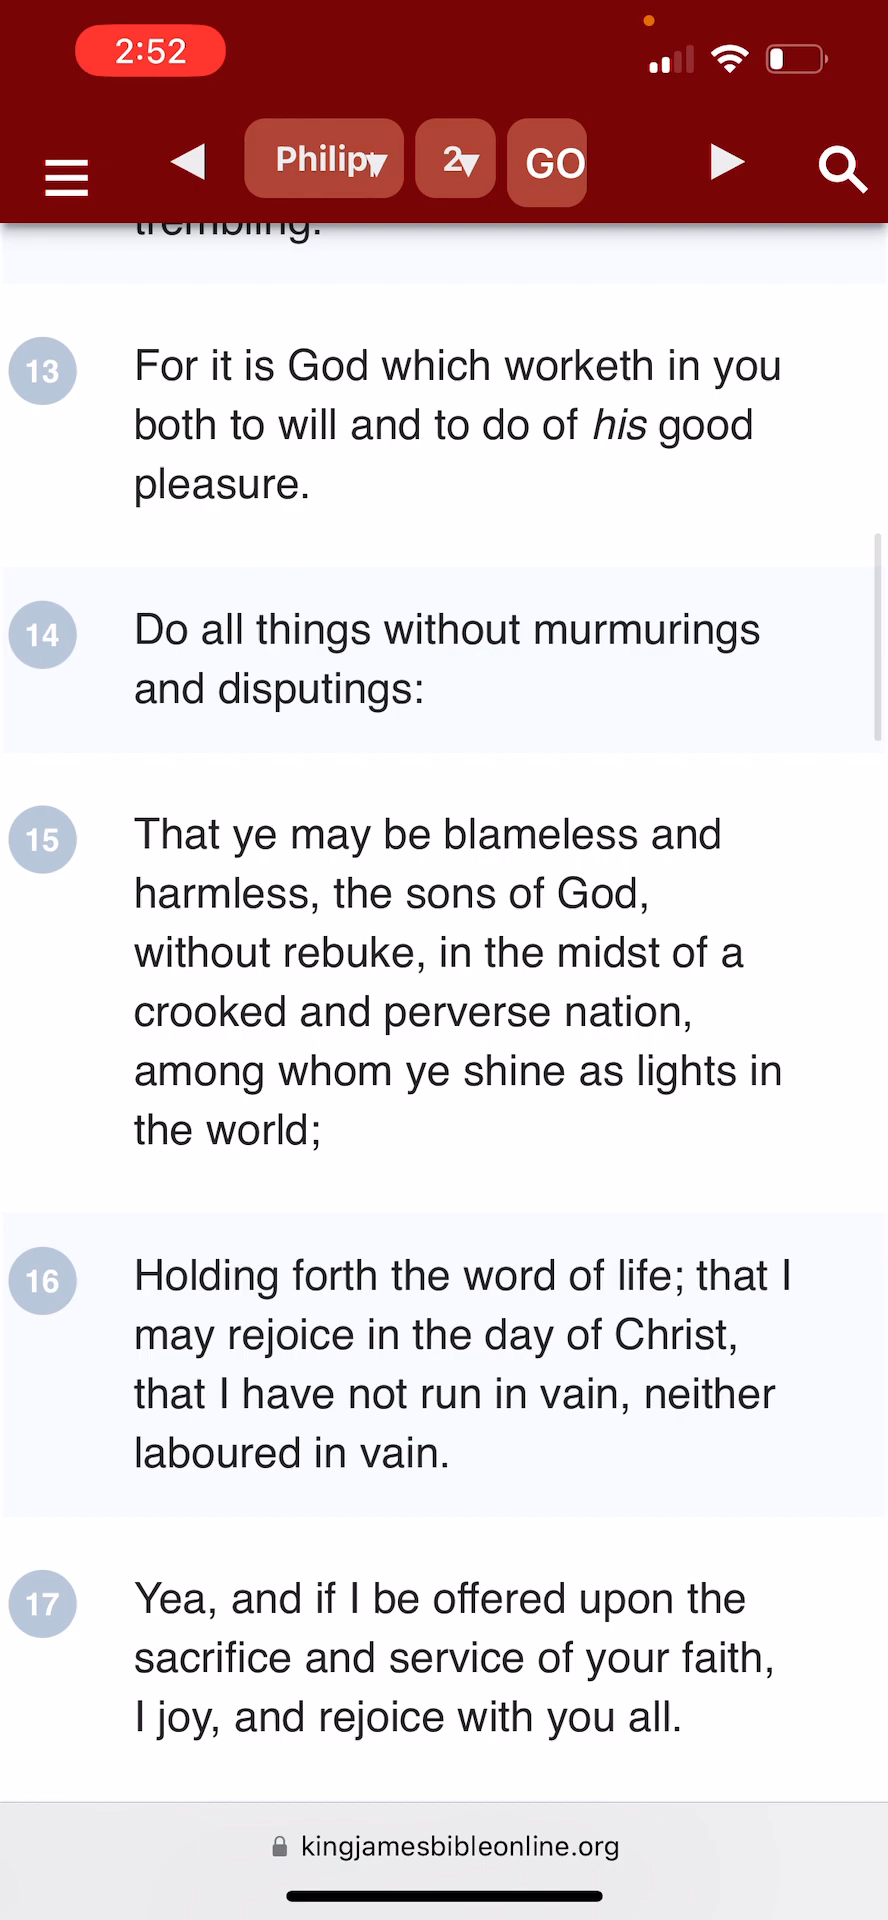 2:52
Philip
2
GO
trembling.
13
For it is God which worketh in you
both to will and to do of his good
pleasure.
14
Do all things without murmurings
and disputings:
15
That ye may be blameless and
harmless, the sons of God,
without rebuke, in the midst of a
crooked and perverse nation,
among whom ye shine as lights in
the world;
16
Holding forth the word of life; that I
may rejoice in the day of Christ,
that I have not run in vain, neither
laboured in vain.
17
Yea, and if I be offered upon the
sacrifice and service of your faith,
I joy, and rejoice with you all.
kingjamesbibleonline.org